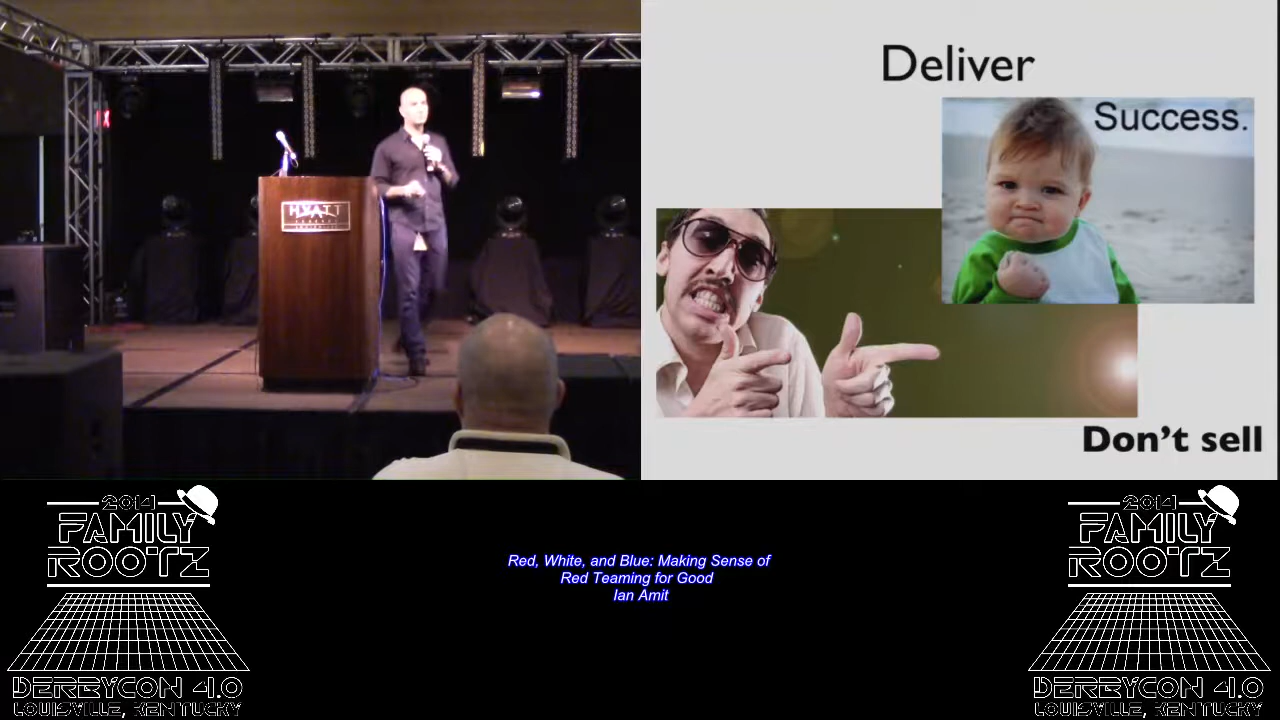 Deliver
Success.
Don't sell
HYATT
2014
FAMILY
ROOTZ
DERBYCON 4.0
LOUISVILLE, KENTUCKY
Red, White, and Blue: Making Sense of
Red Teaming for Good
Ian Amit
2014
FAMILY
ROOTZ
DERBYCON 4.0
LOUISVILLE, KENTUCKY